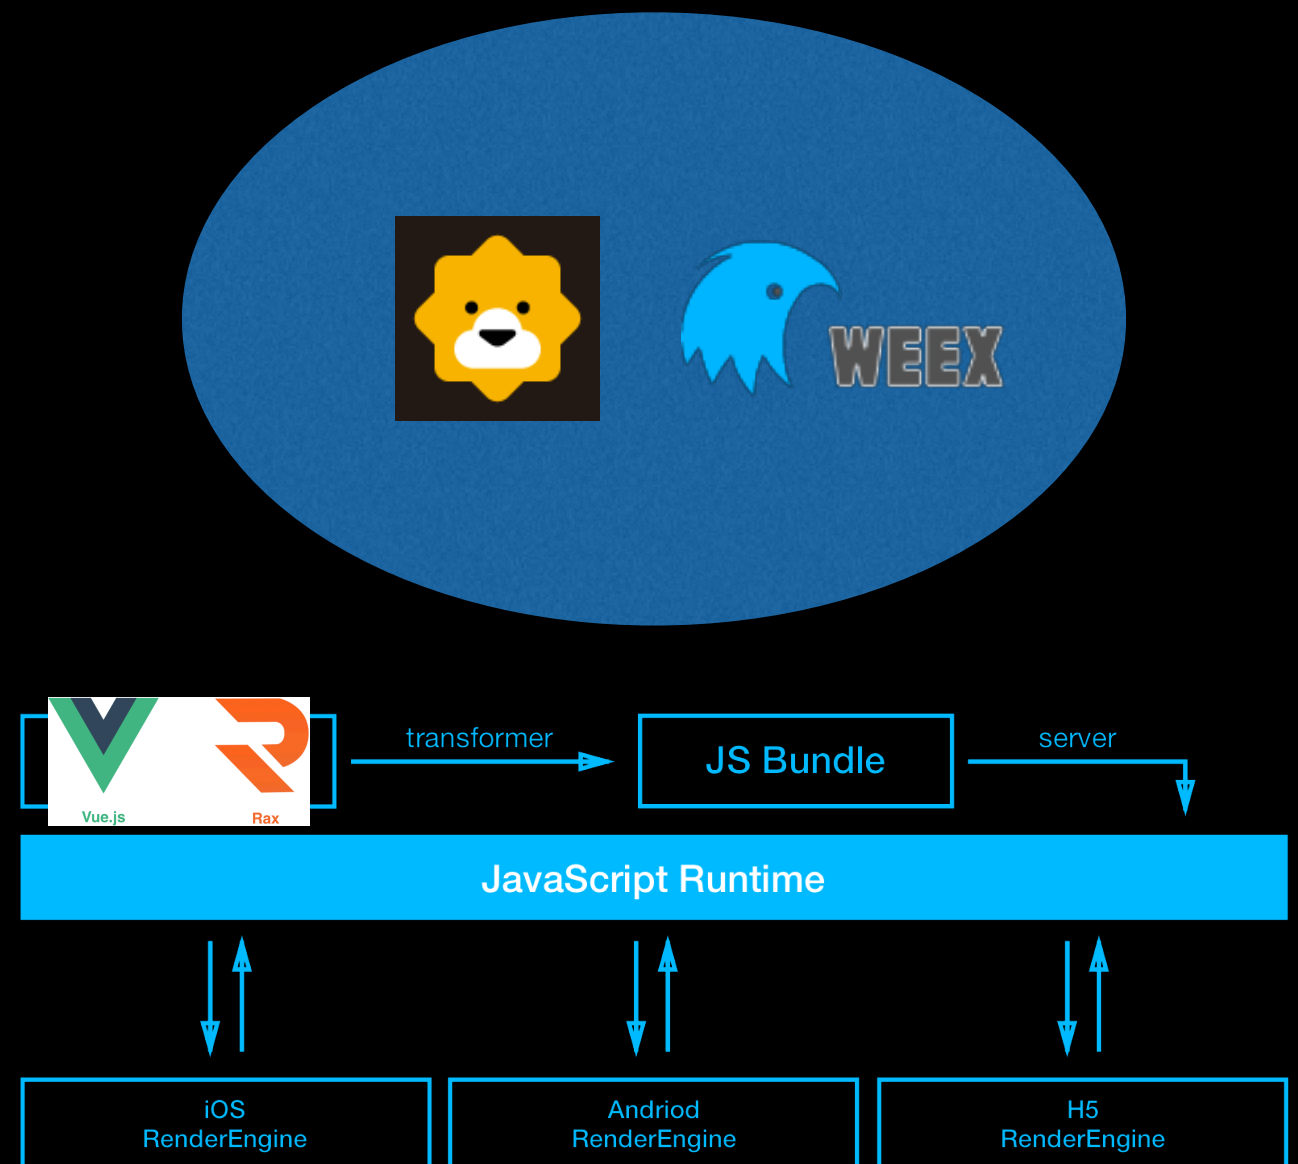 WEEX
transformer
JS Bundle
server
Vue.js
Rax
JavaScript Runtime
iOS
RenderEngine
Andriod
RenderEngine
H5
RenderEngine